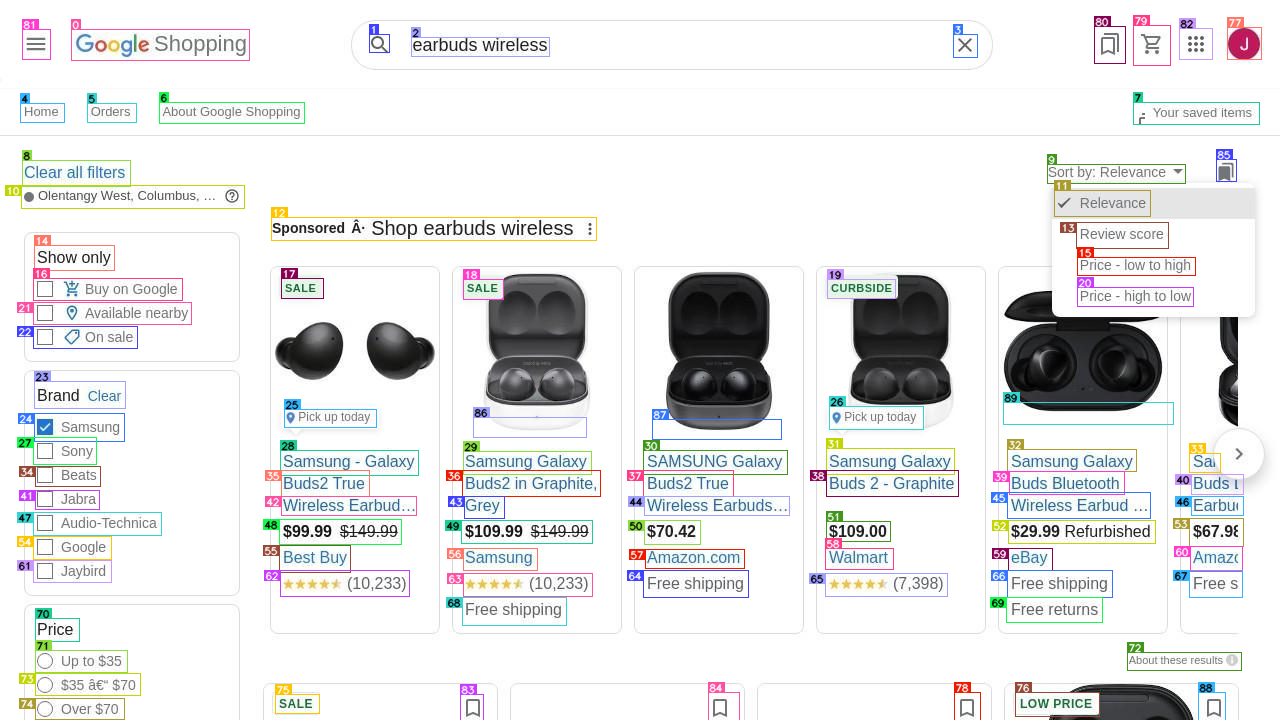 Google Shopping
earbuds wireless
Home
Orders
About Google Shopping
Your saved items
Clear all filters
Olentangy West, Columbus, …
Sort by: Relevance
Relevance
Review score
Price - low to high
Price - high to low
Sponsored Â· Shop earbuds wireless
Show only
Buy on Google
Available nearby
On sale
Brand Clear
Samsung
Sony
Beats
Jabra
Audio-Technica
Google
Jaybird
Price
Up to $35
$35 â€“ $70
Over $70
SALE
Pick up today
Samsung - Galaxy
Buds2 True
Wireless Earbud…
$99.99 $149.99
Best Buy
(10,233)
SALE
Samsung Galaxy
Buds2 in Graphite,
Grey
$109.99 $149.99
Samsung
(10,233)
Free shipping
SAMSUNG Galaxy
Buds2 True
Wireless Earbuds…
$70.42
Amazon.com
Free shipping
CURBSIDE
Pick up today
Samsung Galaxy
Buds 2 - Graphite
$109.00
Walmart
(7,398)
Samsung Galaxy
Buds Bluetooth
Wireless Earbud …
$29.99 Refurbished
eBay
Free shipping
Free returns
$67.98
Free s
About these results
SALE
LOW PRICE